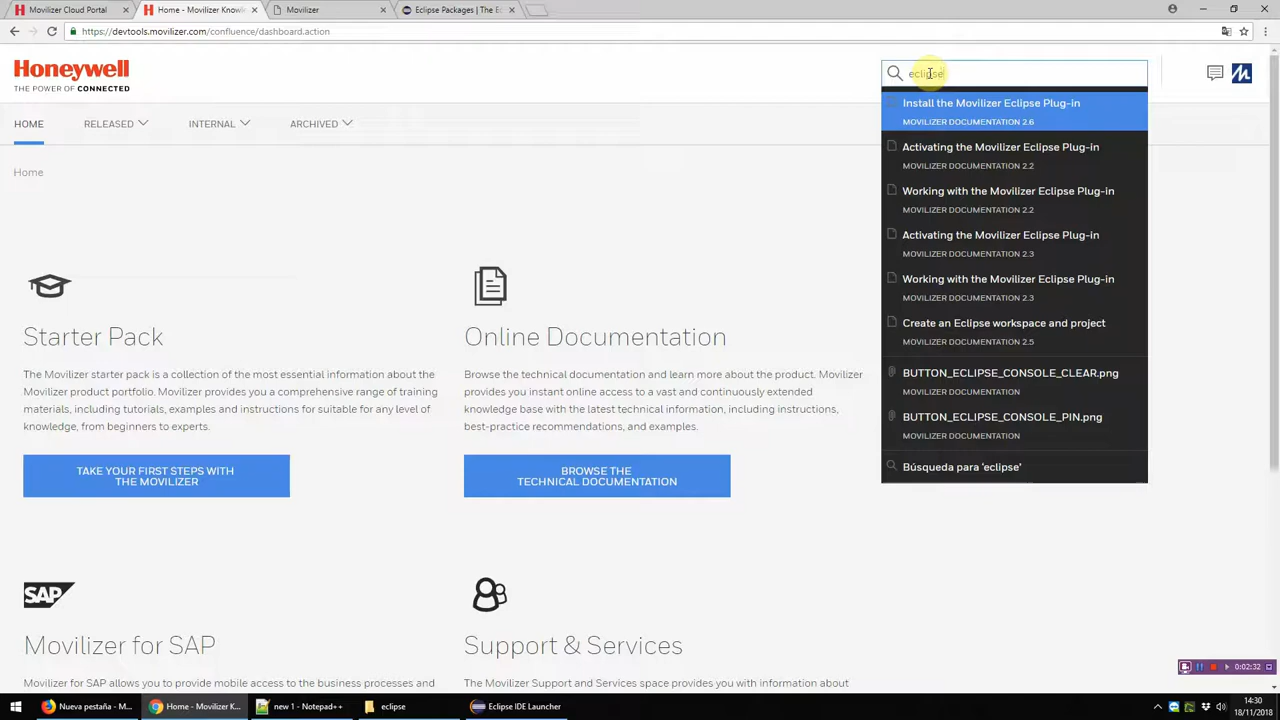 Movilizer Cloud Portal
Home - Movilizer Knowl
Movilizer
Eclipse Packages | The Ec
https://devtools.movilizer.com/confluence/dashboard.action
Honeywell
THE POWER OF CONNECTED
eclipse
HOME
RELEASED
INTERNAL
ARCHIVED
Home
Install the Movilizer Eclipse Plug-in
MOVILIZER DOCUMENTATION 2.6
Activating the Movilizer Eclipse Plug-in
MOVILIZER DOCUMENTATION 2.2
Working with the Movilizer Eclipse Plug-in
MOVILIZER DOCUMENTATION 2.2
Activating the Movilizer Eclipse Plug-in
MOVILIZER DOCUMENTATION 2.3
Working with the Movilizer Eclipse Plug-in
MOVILIZER DOCUMENTATION 2.3
Create an Eclipse workspace and project
MOVILIZER DOCUMENTATION 2.5
BUTTON_ECLIPSE_CONSOLE_CLEAR.png
MOVILIZER DOCUMENTATION
BUTTON_ECLIPSE_CONSOLE_PIN.png
MOVILIZER DOCUMENTATION
Búsqueda para 'eclipse'
Starter Pack
The Movilizer starter pack is a collection of the most essential information about the
Movilizer product portfolio. Movilizer provides you a comprehensive range of training
materials, including tutorials, examples and instructions for suitable for any level of
knowledge, from beginners to experts.
TAKE YOUR FIRST STEPS WITH
THE MOVILIZER
Online Documentation
Browse the technical documentation and learn more about the product. Movilizer
provides you instant online access to a vast and continuously extended
knowledge base with the latest technical information, including instructions,
best-practice recommendations, and examples.
BROWSE THE
TECHNICAL DOCUMENTATION
SAP
Movilizer for SAP
Movilizer for SAP allows you to provide mobile access to the business processes and
Support & Services
The Movilizer Support and Services space provides you with information about
0:02:32
Nueva pestaña - M...
Home - Movilizer K...
new 1 - Notepad++
eclipse
Eclipse IDE Launcher
14:30
18/11/2018